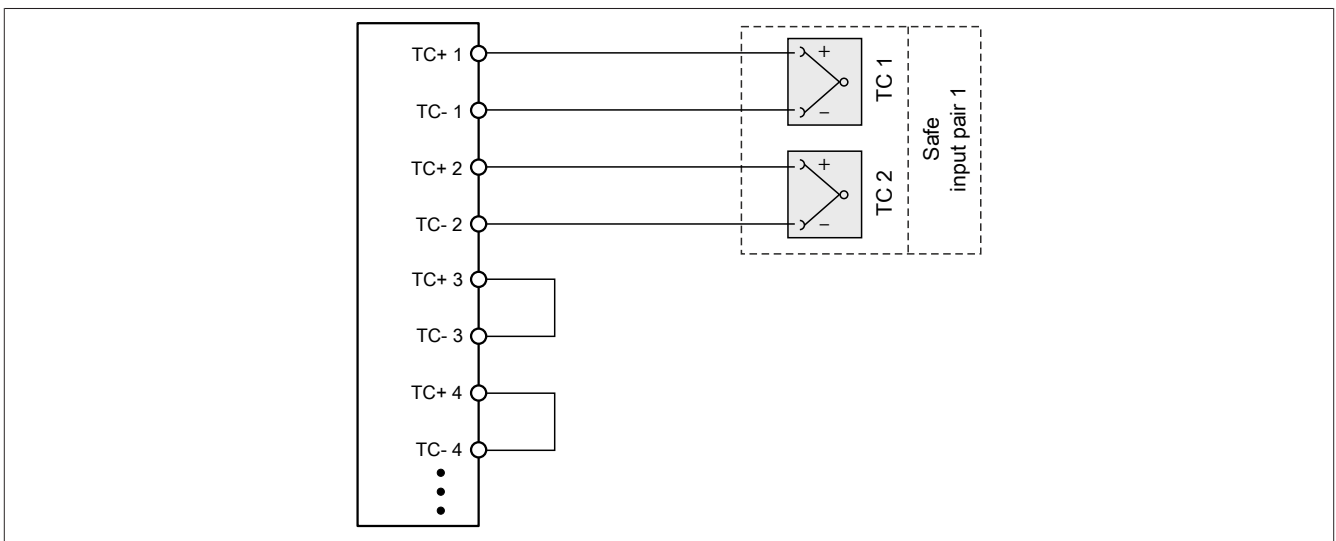 TC+ 1
TC- 1
TC+ 2
TC- 2
TC+ 3
TC- 3
TC+ 4
TC- 4
+
−
TC 1
+
−
TC 2
Safe
input pair 1